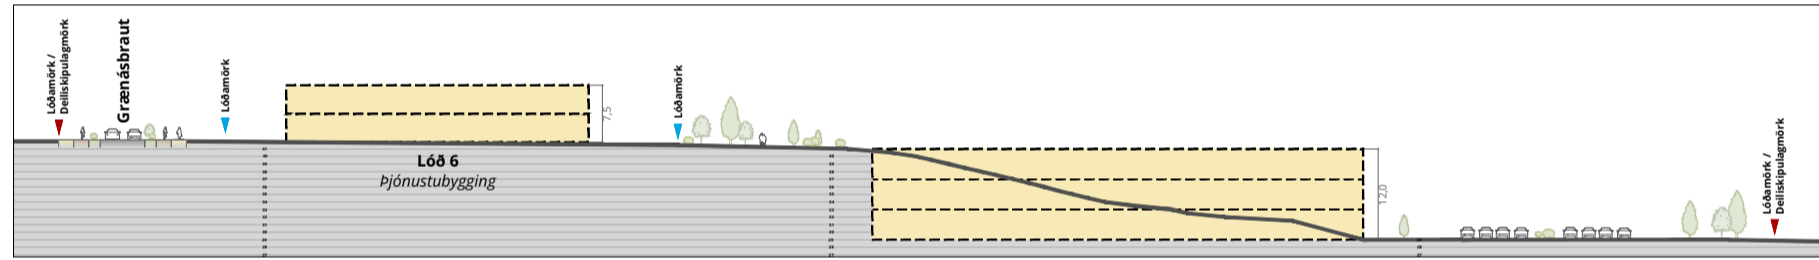 Lóðamörk /
Deiliskipulagmörk
Grænásbraut
Lóðamörk
7,5
Lóð 6
Þjónustubygging
Lóðamörk
12,0
Lóðamörk /
Deiliskipulagmörk